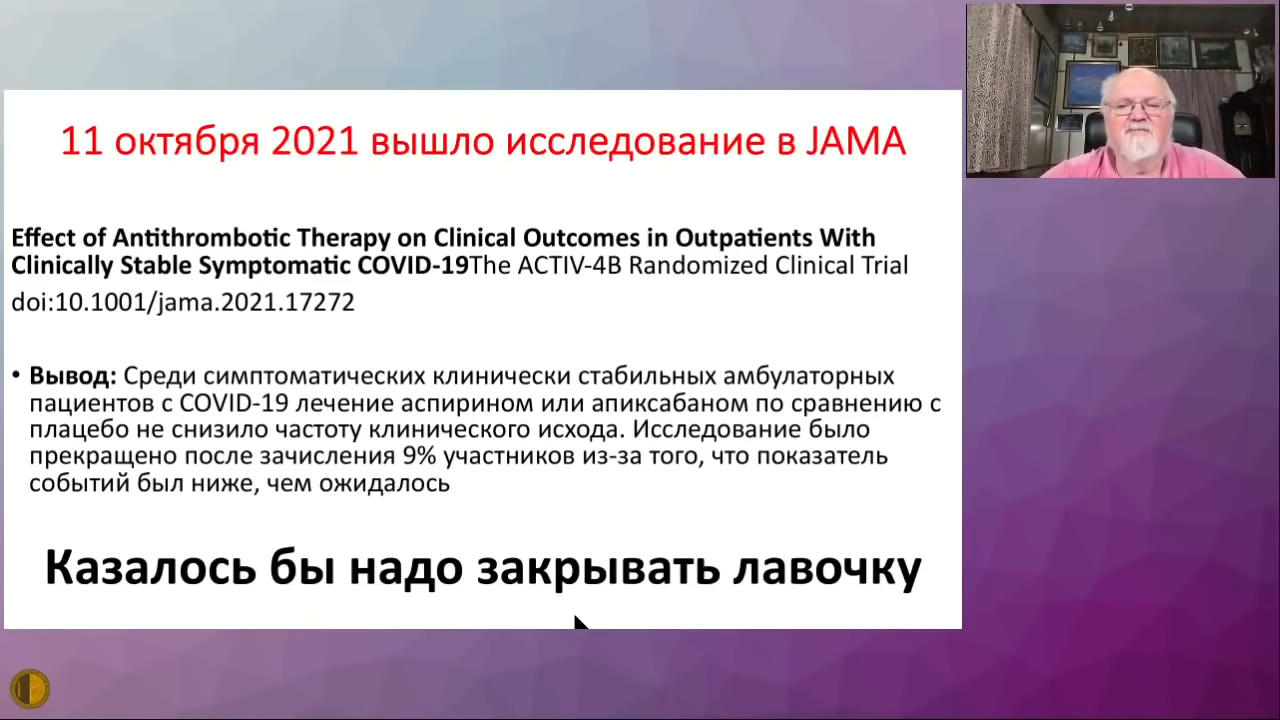 11 октября 2021 вышло исследование в JAMA
Effect of Antithrombotic Therapy on Clinical Outcomes in Outpatients With
Clinically Stable Symptomatic COVID-19The ACTIV-4B Randomized Clinical Trial
doi:10.1001/jama.2021.17272
• Вывод: Среди симптоматических клинически стабильных амбулаторных
пациентов с COVID-19 лечение аспирином или апиксабаном по сравнению с
плацебо не снизило частоту клинического исхода. Исследование было
прекращено после зачисления 9% участников из-за того, что показатель
событий был ниже, чем ожидалось
Казалось бы надо закрывать лавочку